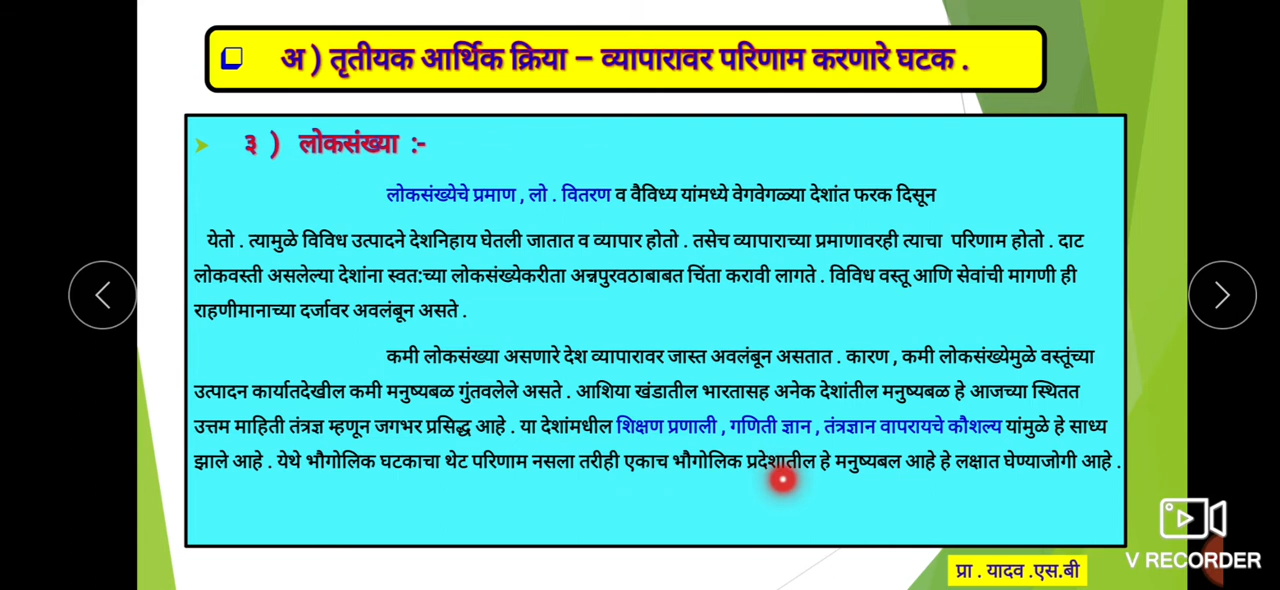 अ ) तृतीयक आर्थिक क्रिया – व्यापारावर परिणाम करणारे घटक .
३ ) लोकसंख्या :-
लोकसंख्येचे प्रमाण , लो . वितरण व वैविध्य यांमध्ये वेगवेगळ्या देशांत फरक दिसून
येतो . त्यामुळे विविध उत्पादने देशनिहाय घेतली जातात व व्यापार होतो . तसेच व्यापाराच्या प्रमाणावरही त्याचा परिणाम होतो . दाट
लोकवस्ती असलेल्या देशांना स्वत:च्या लोकसंख्येकरीता अन्नपुरवठाबाबत चिंता करावी लागते . विविध वस्तू आणि सेवांची मागणी ही
राहणीमानाच्या दर्जावर अवलंबून असते .
कमी लोकसंख्या असणारे देश व्यापारावर जास्त अवलंबून असतात . कारण , कमी लोकसंख्येमुळे वस्तूंच्या
उत्पादन कार्यातदेखील कमी मनुष्यबळ गुंतवलेले असते . आशिया खंडातील भारतासह अनेक देशांतील मनुष्यबळ हे आजच्या स्थितत
उत्तम माहिती तंत्रज्ञ म्हणून जगभर प्रसिद्ध आहे . या देशांमधील शिक्षण प्रणाली , गणिती ज्ञान , तंत्रज्ञान वापरायचे कौशल्य यांमुळे हे साध्य
झाले आहे . येथे भौगोलिक घटकाचा थेट परिणाम नसला तरीही एकाच भौगोलिक प्रदेशातील हे मनुष्यबल आहे हे लक्षात घेण्याजोगी आहे .
V RECORDER
प्रा . यादव .एस.बी